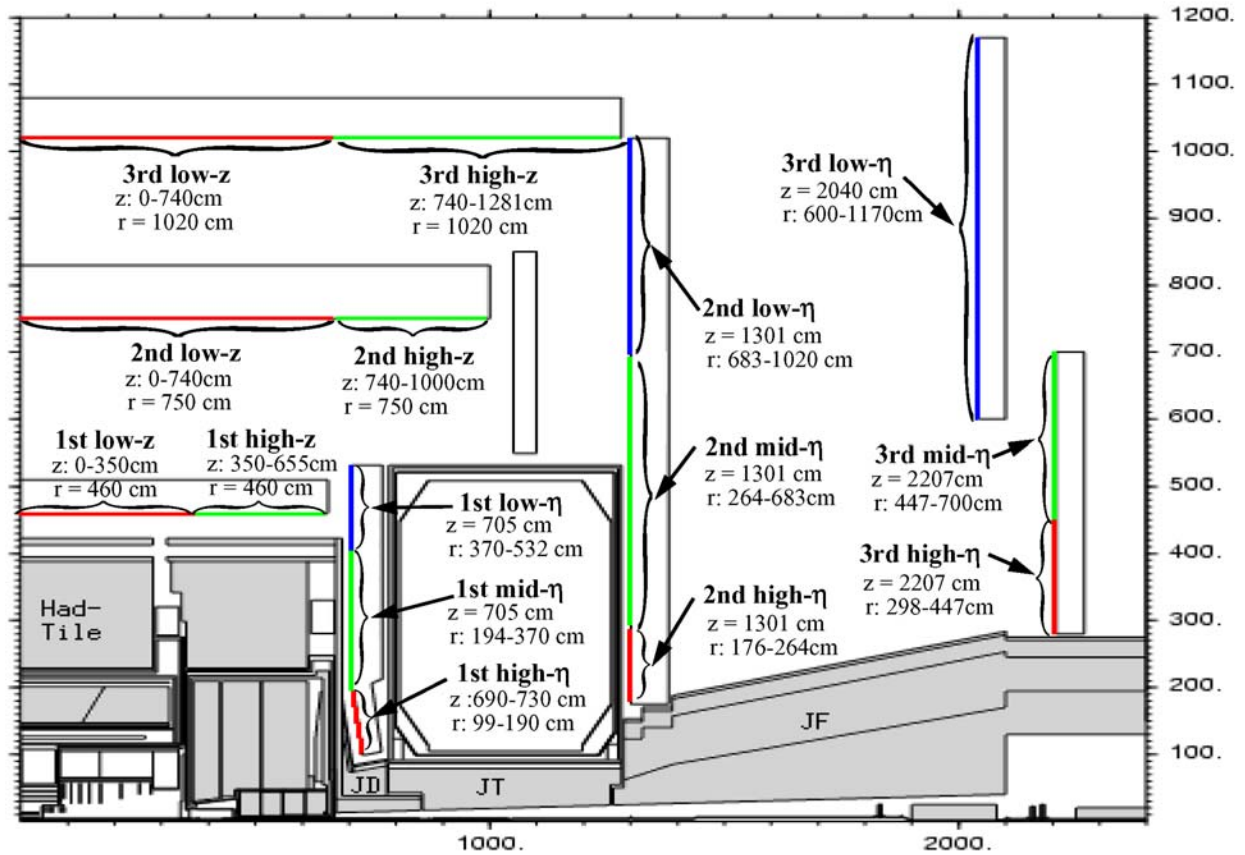 1200.
1100.
1000.
900.
800.
700.
600.
500.
400.
300.
200.
100.
3rd low-z
z: 0-740cm
r = 1020 cm
3rd high-z
z: 740-1281cm
r = 1020 cm
3rd low-η
z = 2040 cm
r: 600-1170cm
2nd low-z
z: 0-740cm
r = 750 cm
2nd high-z
z: 740-1000cm
r = 750 cm
2nd low-η
z = 1301 cm
r: 683-1020 cm
1st low-z
z: 0-350cm
r = 460 cm
1st high-z
z: 350-655cm
r = 460 cm
1st low-η
z = 705 cm
r: 370-532 cm
2nd mid-η
z = 1301 cm
r: 264-683cm
3rd mid-η
z = 2207cm
r: 447-700cm
1st mid-η
z = 705 cm
r: 194-370 cm
2nd high-η
z = 1301 cm
r: 176-264cm
3rd high-η
z = 2207 cm
r: 298-447cm
1st high-η
z :690-730 cm
r: 99-190 cm
Had-
Tile
JD
JT
JF
1000.
2000.